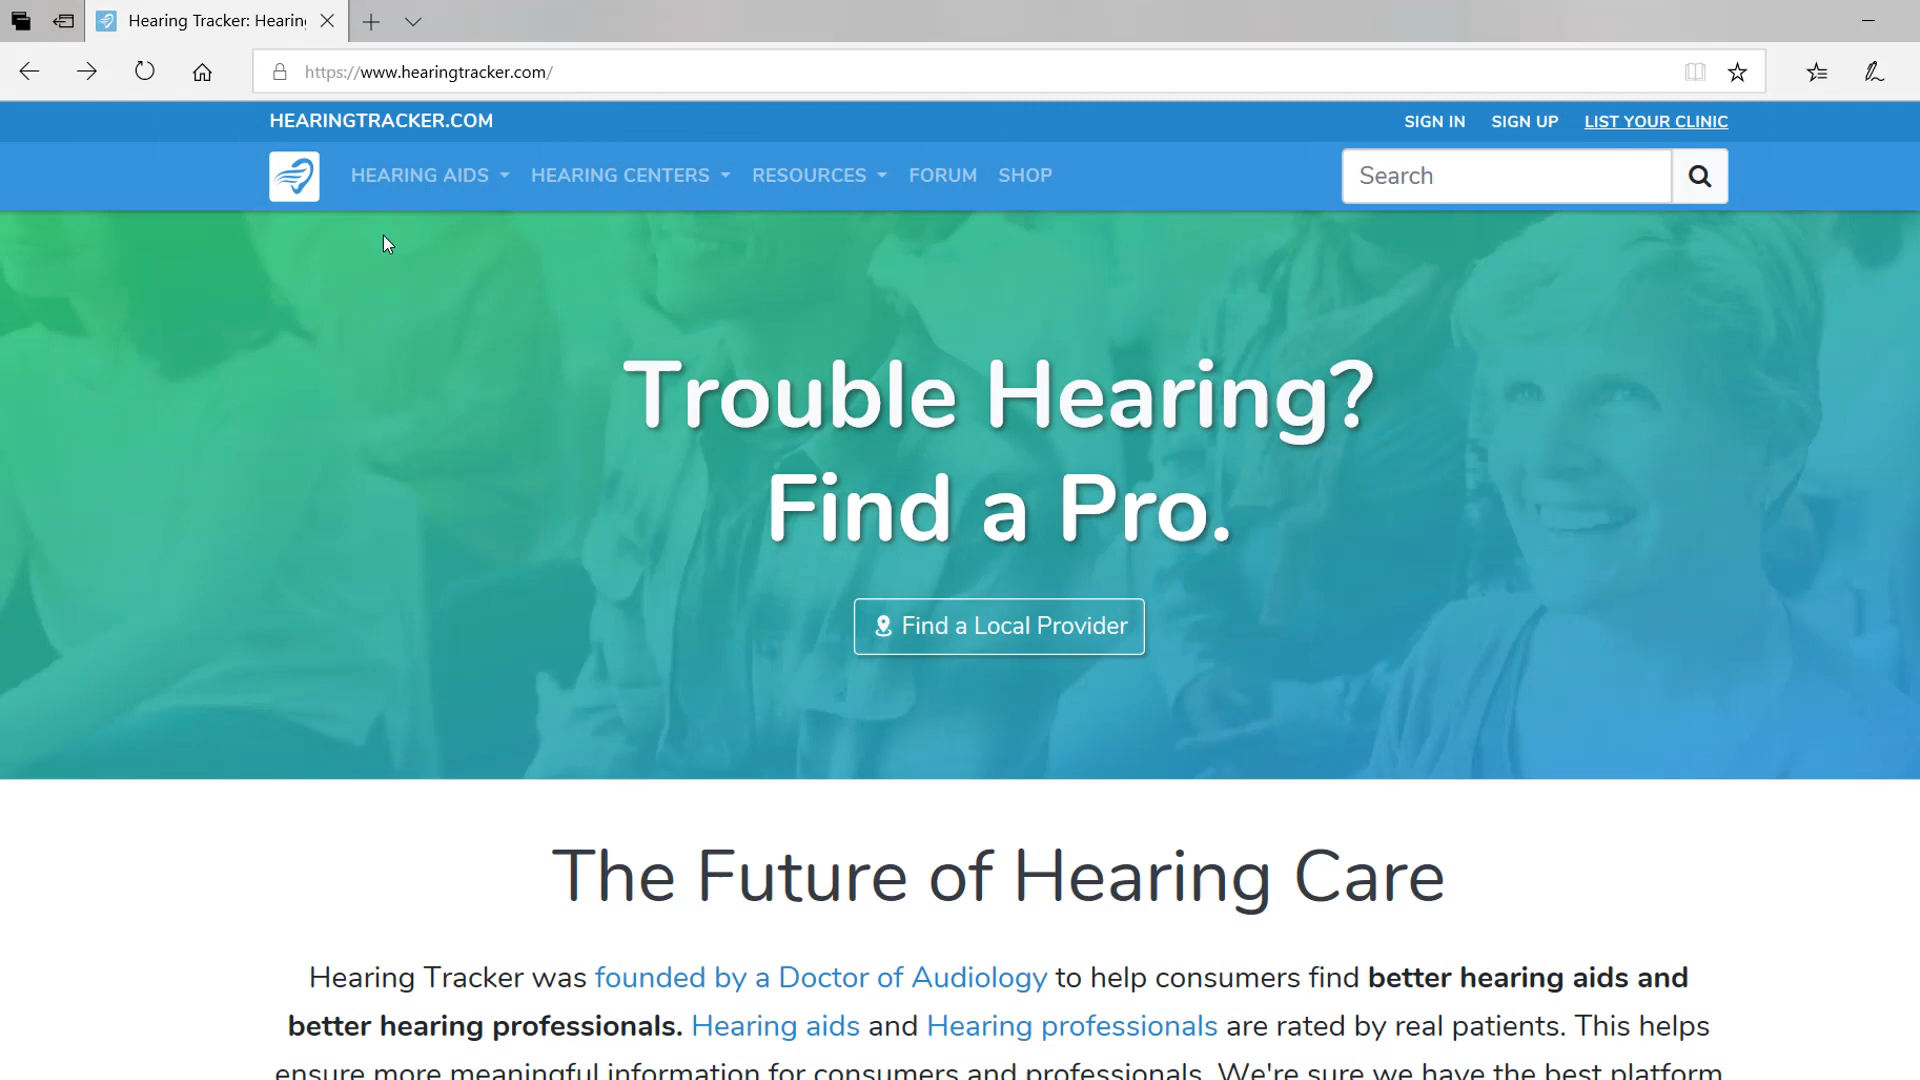 Hearing Tracker: Hearin
https://www.hearingtracker.com/
HEARINGTRACKER.COM
SIGN IN
SIGN UP
LIST YOUR CLINIC
HEARING AIDS
HEARING CENTERS
RESOURCES
FORUM
SHOP
Search
Trouble Hearing?
Find a Pro.
Find a Local Provider
The Future of Hearing Care
Hearing Tracker was founded by a Doctor of Audiology to help consumers find better hearing aids and
better hearing professionals. Hearing aids and Hearing professionals are rated by real patients. This helps
ensure more meaningful information for consumers and professionals. We're sure we have the best platform